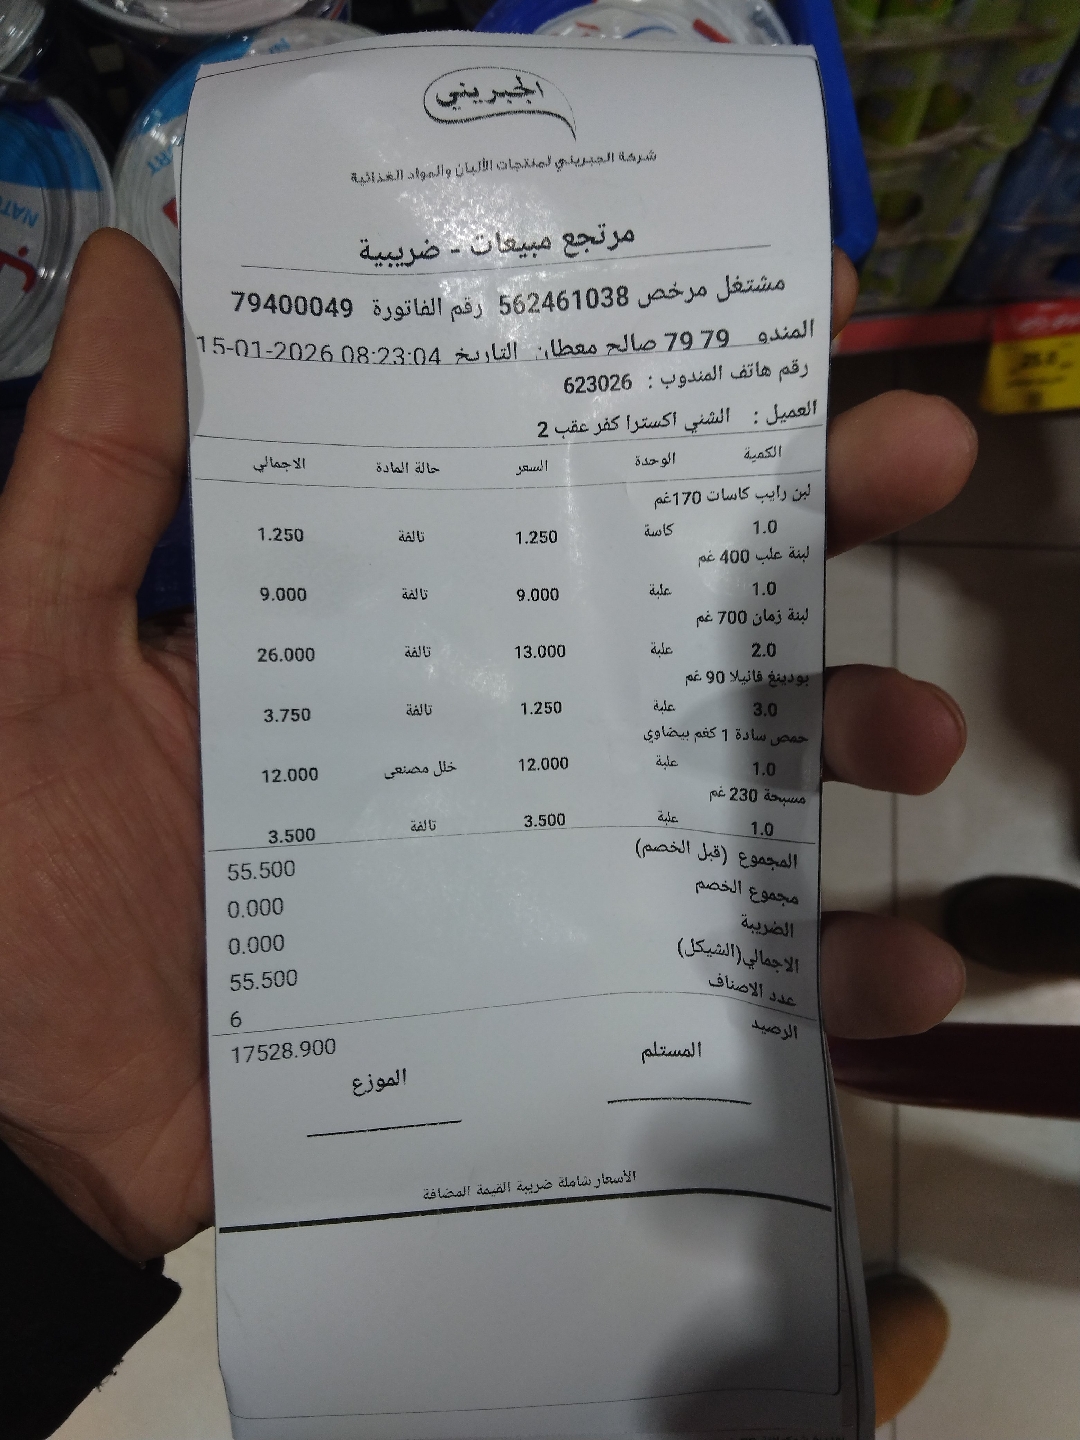 الجبريني
شركة الجبريني لمنتجات الألبان والمواد الغذائية
مرتجع مبيعات - ضريبية
مشتغل مرخص 562461038 رقم الفاتورة 79400049
المندو 79 79 صالح معطان التاريخ 15-01-2026 08:23:04
رقم هاتف المندوب : 623026
العميل : الشني اكسترا كفر عقب 2
الكمية الوحدة السعر حالة المادة الاجمالي
لبن رايب كاسات 170غم
1.0 كاسة 1.250 تالفة 1.250
لبنة علب 400 غم
1.0 علبة 9.000 تالفة 9.000
لبنة زمان 700 غم
2.0 علبة 13.000 تالفة 26.000
بودينغ فانيلا 90 غم
3.0 علبة 1.250 تالفة 3.750
حمص سادة 1 كغم بيضاوي
1.0 علبة 12.000 خلل مصنعي 12.000
مسبحة 230 غم
1.0 علبة 3.500 تالفة 3.500
المجموع (قبل الخصم) 55.500
مجموع الخصم 0.000
الضريبة 0.000
الاجمالي(الشيكل) 55.500
عدد الاصناف 6
الرصيد 17528.900
المستلم الموزع
الأسعار شاملة ضريبة القيمة المضافة